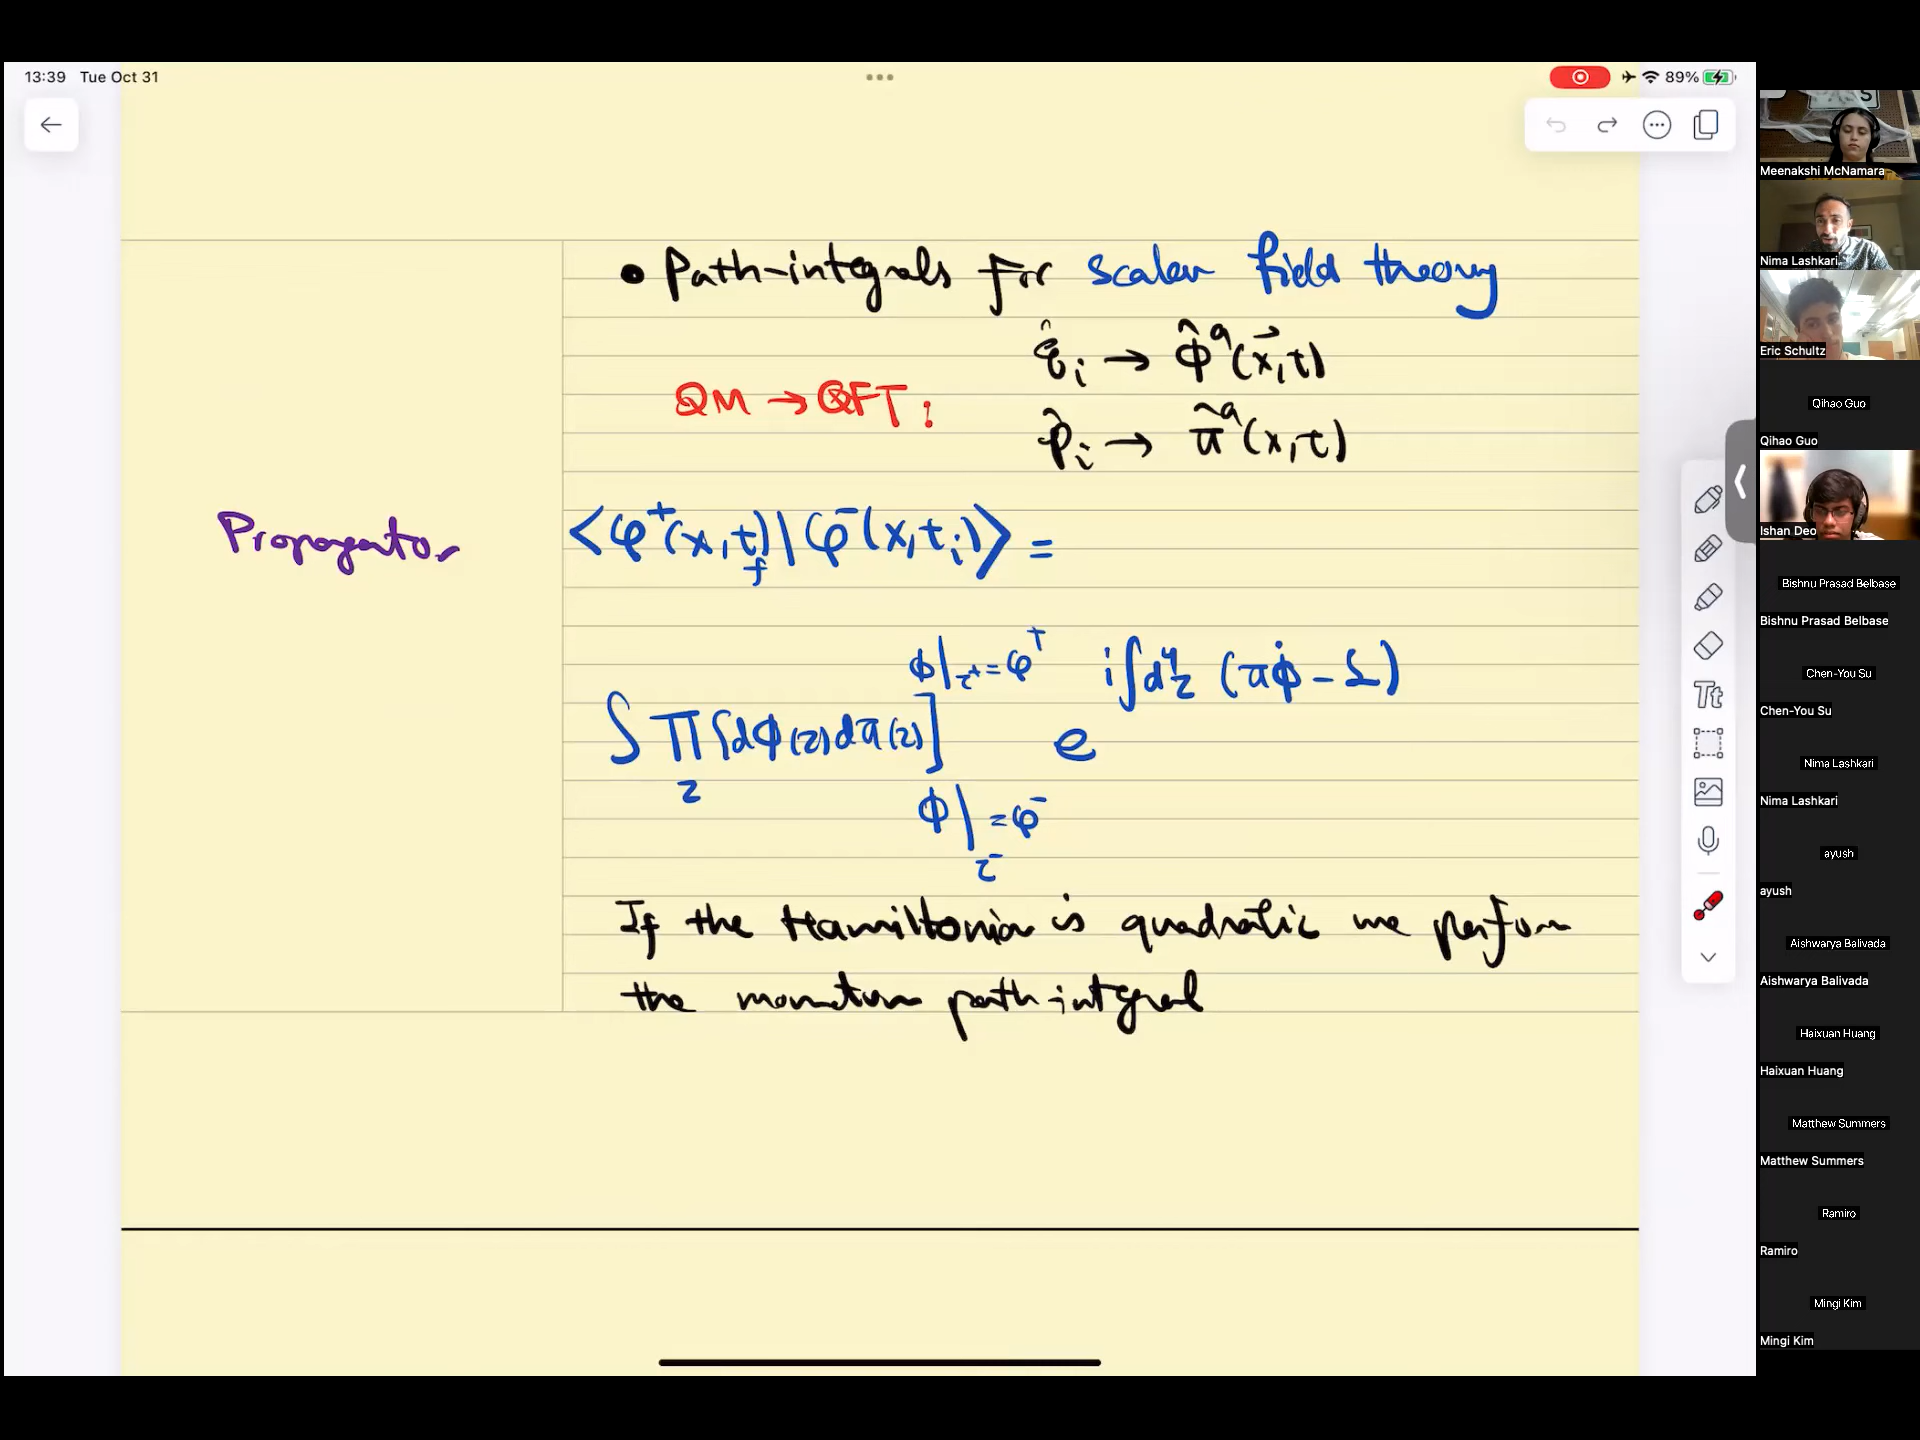 13:39 Tue Oct 31
89%
• Path-integrals for scalar field theory
q̂ᵢ → φ̂ᵃ(x⃗,t)
QM → QFT:
p̂ᵢ → π̂ᵃ(x,t)
Propagator
<φ⁺(x,t_f)|φ⁻(x,tᵢ)> =
ϕ|_τ⁺ = φ⁺ i∫d⁴z (πϕ̇ - L)
∫ Π [dϕ(z)dπ(z)] e
z
ϕ| = φ⁻
τ⁻
If the Hamiltonian is quadratic we perform
the momentum path-integral
Tt
Meenakshi McNamara
Nima Lashkari
Eric Schultz
Qihao Guo
Qihao Guo
Ishan Deo
Bishnu Prasad Belbase
Bishnu Prasad Belbase
Chen-You Su
Chen-You Su
Nima Lashkari
Nima Lashkari
ayush
ayush
Aishwarya Balivada
Aishwarya Balivada
Haixuan Huang
Haixuan Huang
Matthew Summers
Matthew Summers
Ramiro
Ramiro
Mingi Kim
Mingi Kim